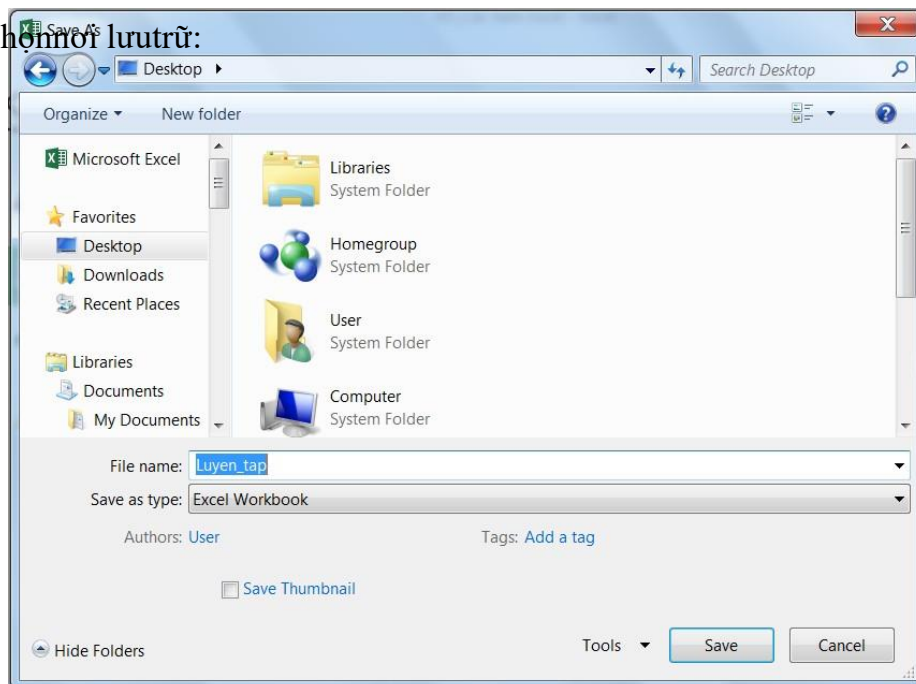 Save As
họnnơi lưutrữ:
Desktop
Search Desktop
Organize
New folder
Microsoft Excel
Favorites
Desktop
Downloads
Recent Places
Libraries
Documents
My Documents
Libraries
System Folder
Homegroup
System Folder
User
System Folder
Computer
System Folder
File name: Luyen_tap
Save as type: Excel Workbook
Authors: User Tags: Add a tag
Save Thumbnail
Hide Folders Tools Save Cancel